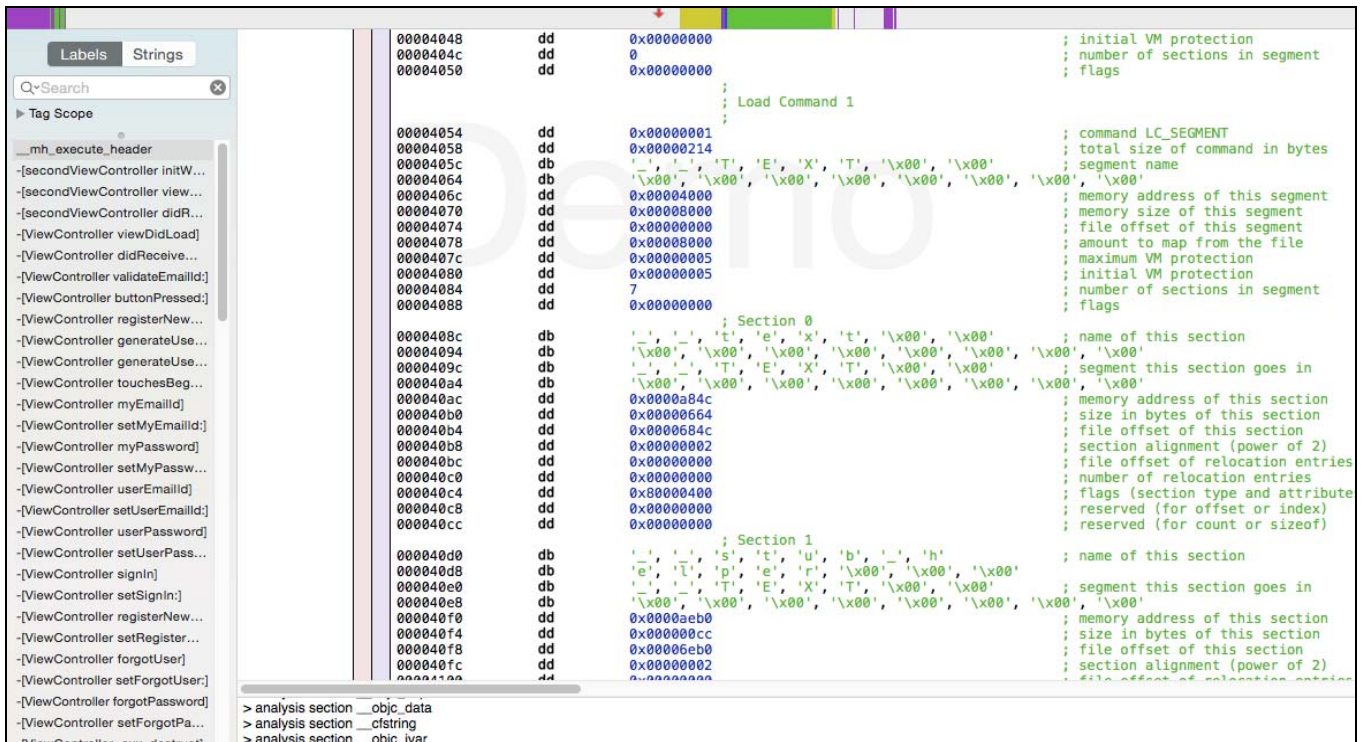 Labels Strings
Search
Tag Scope
__mh_execute_header
-[secondViewController initW...
-[secondViewController view...
-[secondViewController didR...
-[ViewController viewDidLoad]
-[ViewController didReceive...
-[ViewController validateEmailId:]
-[ViewController buttonPressed:]
-[ViewController registerNew...
-[ViewController generateUse...
-[ViewController generateUse...
-[ViewController touchesBeg...
-[ViewController myEmailId]
-[ViewController setMyEmailId:]
-[ViewController myPassword]
-[ViewController setMyPassw...
-[ViewController userEmailId]
-[ViewController setUserEmailId:]
-[ViewController userPassword]
-[ViewController setUserPass...
-[ViewController signIn]
-[ViewController setSignIn:]
-[ViewController registerNew...
-[ViewController setRegister...
-[ViewController forgotUser]
-[ViewController setForgotUser:]
-[ViewController forgotPassword]
-[ViewController setForgotPa...
Demo
00004048 dd 0x00000000 ; initial VM protection
0000404c dd 0 ; number of sections in segment
00004050 dd 0x00000000 ; flags
;
; Load Command 1
;
00004054 dd 0x00000001 ; command LC_SEGMENT
00004058 dd 0x00000214 ; total size of command in bytes
0000405c db '_', '_', 'T', 'E', 'X', 'T', '\x00', '\x00' ; segment name
00004064 db '\x00', '\x00', '\x00', '\x00', '\x00', '\x00', '\x00', '\x00'
0000406c dd 0x00004000 ; memory address of this segment
00004070 dd 0x00008000 ; memory size of this segment
00004074 dd 0x00000000 ; file offset of this segment
00004078 dd 0x00008000 ; amount to map from the file
0000407c dd 0x00000005 ; maximum VM protection
00004080 dd 0x00000005 ; initial VM protection
00004084 dd 7 ; number of sections in segment
00004088 dd 0x00000000 ; flags
; Section 0
0000408c db '_', '_', 't', 'e', 'x', 't', '\x00', '\x00' ; name of this section
00004094 db '\x00', '\x00', '\x00', '\x00', '\x00', '\x00', '\x00', '\x00'
0000409c db '_', '_', 'T', 'E', 'X', 'T', '\x00', '\x00' ; segment this section goes in
000040a4 db '\x00', '\x00', '\x00', '\x00', '\x00', '\x00', '\x00', '\x00'
000040ac dd 0x0000a84c ; memory address of this section
000040b0 dd 0x00000664 ; size in bytes of this section
000040b4 dd 0x0000684c ; file offset of this section
000040b8 dd 0x00000002 ; section alignment (power of 2)
000040bc dd 0x00000000 ; file offset of relocation entries
000040c0 dd 0x00000000 ; number of relocation entries
000040c4 dd 0x80000400 ; flags (section type and attribute
000040c8 dd 0x00000000 ; reserved (for offset or index)
000040cc dd 0x00000000 ; reserved (for count or sizeof)
; Section 1
000040d0 db '_', '_', 's', 't', 'u', 'b', '_', 'h' ; name of this section
000040d8 db 'e', 'l', 'p', 'e', 'r', '\x00', '\x00', '\x00'
000040e0 db '_', '_', 'T', 'E', 'X', 'T', '\x00', '\x00' ; segment this section goes in
000040e8 db '\x00', '\x00', '\x00', '\x00', '\x00', '\x00', '\x00', '\x00'
000040f0 dd 0x0000aeb0 ; memory address of this section
000040f4 dd 0x000000cc ; size in bytes of this section
000040f8 dd 0x00006eb0 ; file offset of this section
000040fc dd 0x00000002 ; section alignment (power of 2)
00004100 dd 0x00000000 ; file offset of relocation entries
> analysis section __objc_data
> analysis section __cfstring
> analysis section __objc_ivar